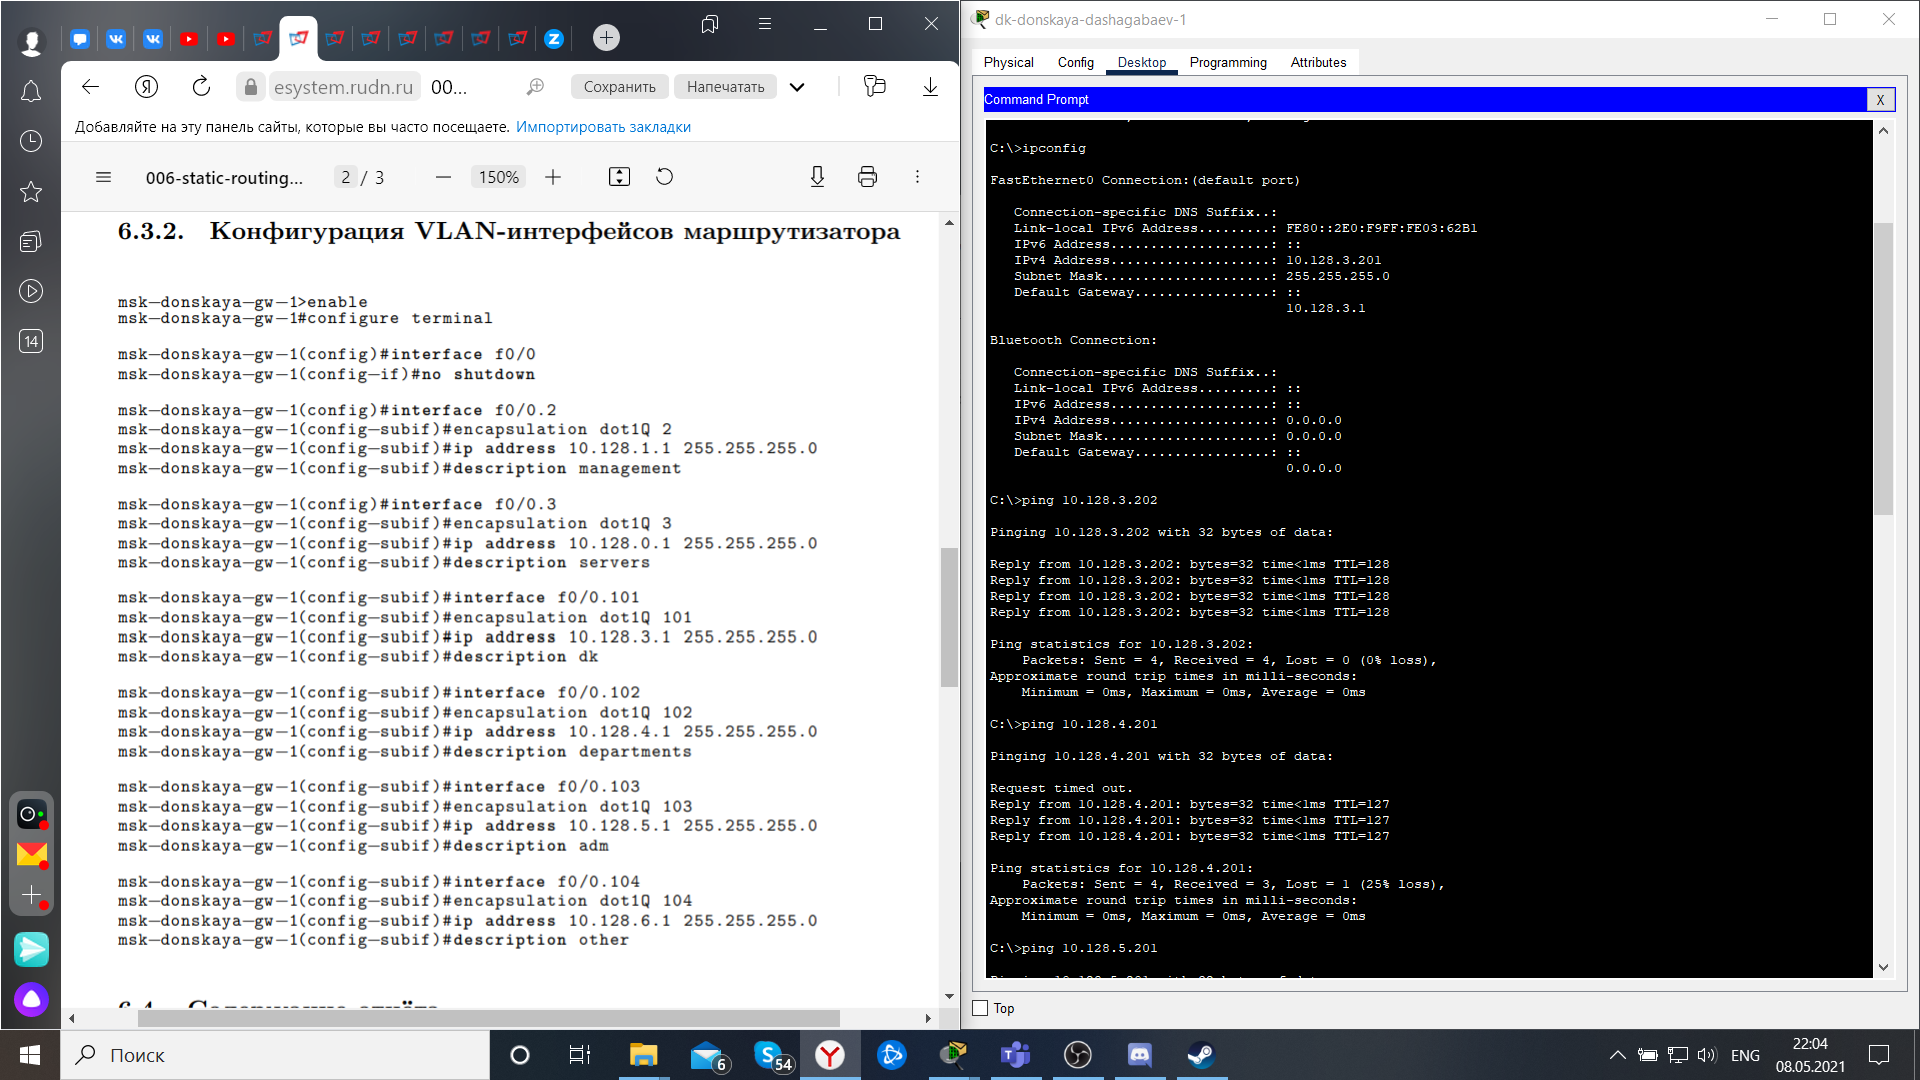 esystem.rudn.ru
00...
Сохранить
Напечатать
Добавляйте на эту панель сайты, которые вы часто посещаете. Импортировать закладки
006-static-routing...
2 / 3
150%
6.3.2. Конфигурация VLAN-интерфейсов маршрутизатора
msk—donskaya—gw—1>enable
msk—donskaya—gw—1#configure terminal
msk—donskaya—gw—1(config)#interface f0/0
msk—donskaya—gw—1(config—if)#no shutdown
msk—donskaya—gw—1(config)#interface f0/0.2
msk—donskaya—gw—1(config—subif)#encapsulation dot1Q 2
msk—donskaya—gw—1(config—subif)#ip address 10.128.1.1 255.255.255.0
msk—donskaya—gw—1(config—subif)#description management
msk—donskaya—gw—1(config)#interface f0/0.3
msk—donskaya—gw—1(config—subif)#encapsulation dot1Q 3
msk—donskaya—gw—1(config—subif)#ip address 10.128.0.1 255.255.255.0
msk—donskaya—gw—1(config—subif)#description servers
msk—donskaya—gw—1(config—subif)#interface f0/0.101
msk—donskaya—gw—1(config—subif)#encapsulation dot1Q 101
msk—donskaya—gw—1(config—subif)#ip address 10.128.3.1 255.255.255.0
msk—donskaya—gw—1(config—subif)#description dk
msk—donskaya—gw—1(config—subif)#interface f0/0.102
msk—donskaya—gw—1(config—subif)#encapsulation dot1Q 102
msk—donskaya—gw—1(config—subif)#ip address 10.128.4.1 255.255.255.0
msk—donskaya—gw—1(config—subif)#description departments
msk—donskaya—gw—1(config—subif)#interface f0/0.103
msk—donskaya—gw—1(config—subif)#encapsulation dot1Q 103
msk—donskaya—gw—1(config—subif)#ip address 10.128.5.1 255.255.255.0
msk—donskaya—gw—1(config—subif)#description adm
msk—donskaya—gw—1(config—subif)#interface f0/0.104
msk—donskaya—gw—1(config—subif)#encapsulation dot1Q 104
msk—donskaya—gw—1(config—subif)#ip address 10.128.6.1 255.255.255.0
msk—donskaya—gw—1(config—subif)#description other
14
dk-donskaya-dashagabaev-1
Physical
Config
Desktop
Programming
Attributes
Command Prompt
X
C:\>ipconfig
FastEthernet0 Connection:(default port)
Connection-specific DNS Suffix..:
Link-local IPv6 Address.........: FE80::2E0:F9FF:FE03:62B1
IPv6 Address....................: ::
IPv4 Address....................: 10.128.3.201
Subnet Mask.....................: 255.255.255.0
Default Gateway.................: ::
10.128.3.1
Bluetooth Connection:
Connection-specific DNS Suffix..:
Link-local IPv6 Address.........: ::
IPv6 Address....................: ::
IPv4 Address....................: 0.0.0.0
Subnet Mask.....................: 0.0.0.0
Default Gateway.................: ::
0.0.0.0
C:\>ping 10.128.3.202
Pinging 10.128.3.202 with 32 bytes of data:
Reply from 10.128.3.202: bytes=32 time<1ms TTL=128
Reply from 10.128.3.202: bytes=32 time<1ms TTL=128
Reply from 10.128.3.202: bytes=32 time<1ms TTL=128
Reply from 10.128.3.202: bytes=32 time<1ms TTL=128
Ping statistics for 10.128.3.202:
Packets: Sent = 4, Received = 4, Lost = 0 (0% loss),
Approximate round trip times in milli-seconds:
Minimum = 0ms, Maximum = 0ms, Average = 0ms
C:\>ping 10.128.4.201
Pinging 10.128.4.201 with 32 bytes of data:
Request timed out.
Reply from 10.128.4.201: bytes=32 time<1ms TTL=127
Reply from 10.128.4.201: bytes=32 time<1ms TTL=127
Reply from 10.128.4.201: bytes=32 time<1ms TTL=127
Ping statistics for 10.128.4.201:
Packets: Sent = 4, Received = 3, Lost = 1 (25% loss),
Approximate round trip times in milli-seconds:
Minimum = 0ms, Maximum = 0ms, Average = 0ms
C:\>ping 10.128.5.201
Top
Поиск
6
54
ENG
22:04
08.05.2021